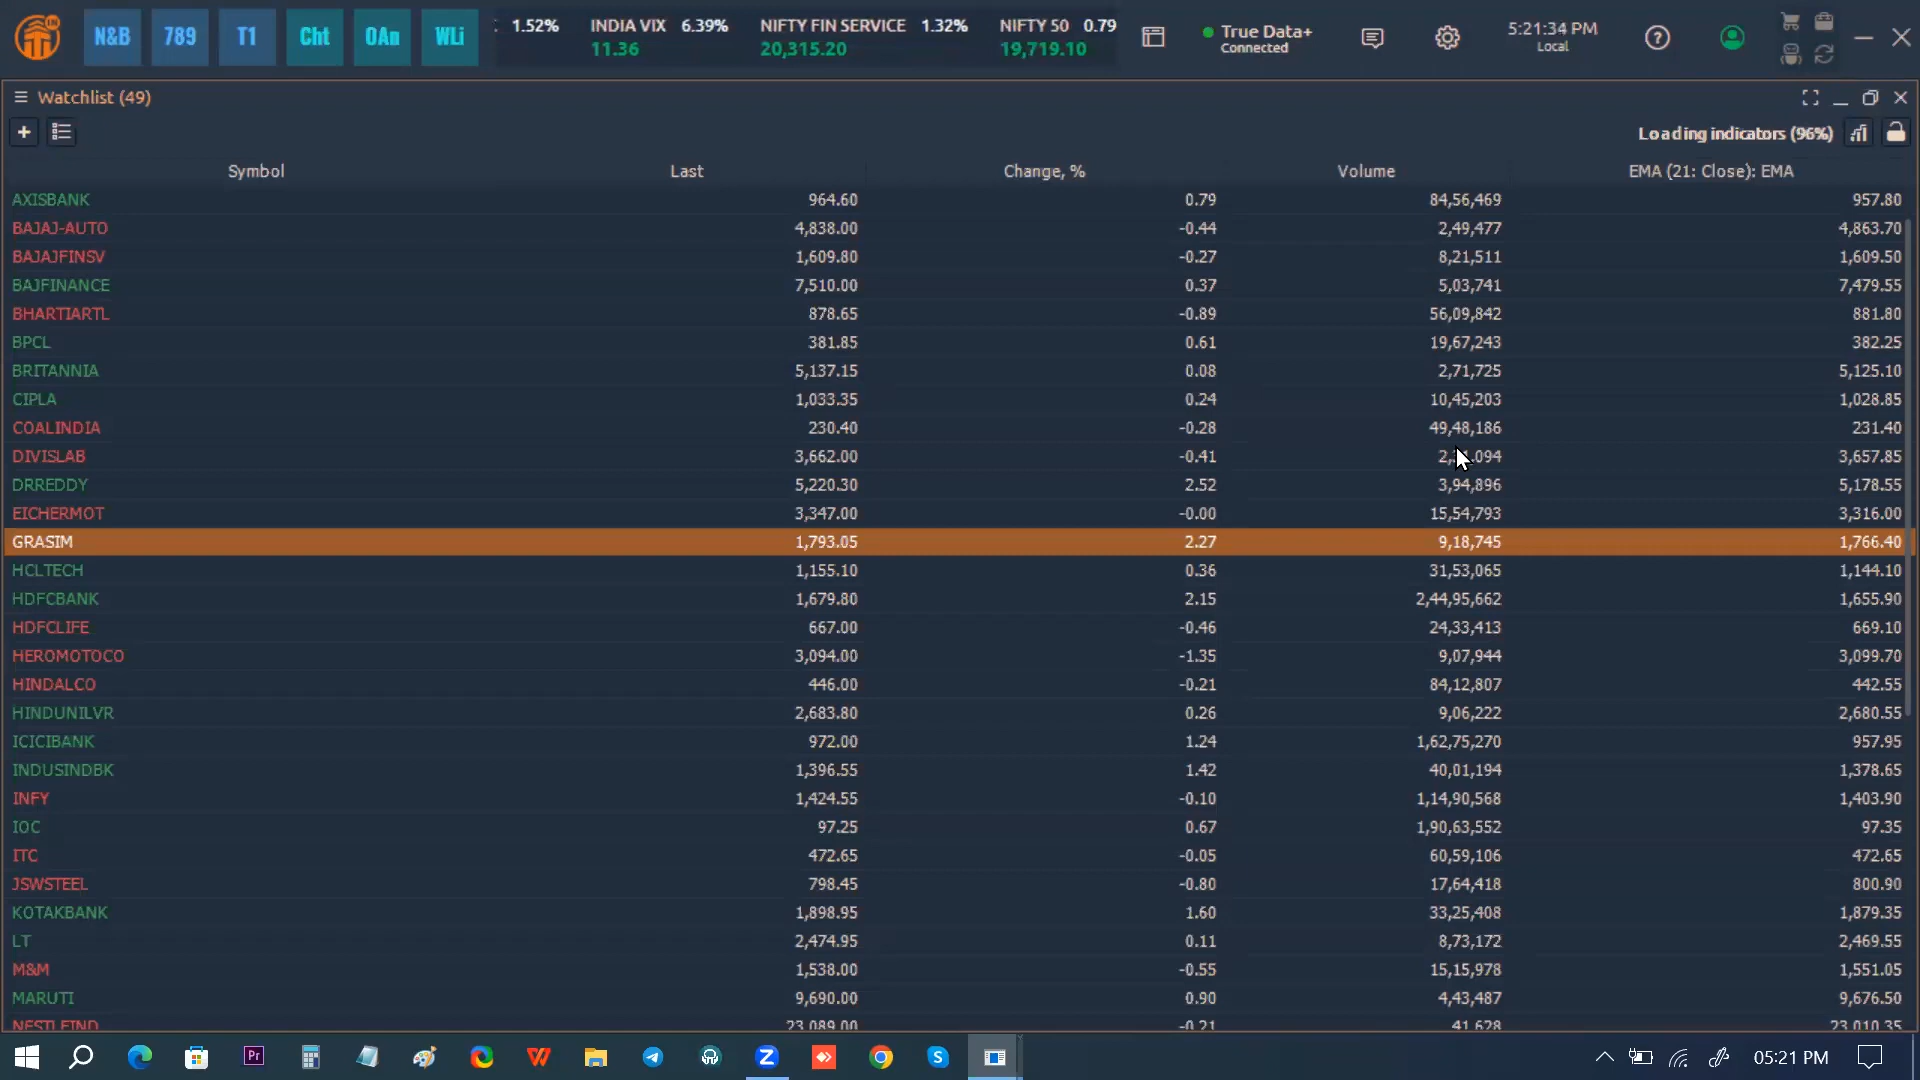 N&B 789 T1 Cht OAn WLi 1.52% INDIA VIX 6.39% NIFTY FIN SERVICE 1.32% NIFTY 50 0.79 True Data+ 5:21:34 PM
11.36 20,315.20 19,719.10 Connected Local
Watchlist (49)
Loading indicators (96%)
Symbol Last Change, % Volume EMA (21: Close): EMA
AXISBANK 964.60 0.79 84,56,469 957.80
BAJAJ-AUTO 4,838.00 -0.44 2,49,477 4,863.70
BAJAJFINSV 1,609.80 -0.27 8,21,511 1,609.50
BAJFINANCE 7,510.00 0.37 5,03,741 7,479.55
BHARTIARTL 878.65 -0.89 56,09,842 881.80
BPCL 381.85 0.61 19,67,243 382.25
BRITANNIA 5,137.15 0.08 2,71,725 5,125.10
CIPLA 1,033.35 0.24 10,45,203 1,028.85
COALINDIA 230.40 -0.28 49,48,186 231.40
DIVISLAB 3,662.00 -0.41 3,657.85
DRREDDY 5,220.30 2.52 3,94,896 5,178.55
EICHERMOT 3,347.00 -0.00 15,54,793 3,316.00
GRASIM 1,793.05 2.27 9,18,745 1,766.40
HCLTECH 1,155.10 0.36 31,53,065 1,144.10
HDFCBANK 1,679.80 2.15 2,44,95,662 1,655.90
HDFCLIFE 667.00 -0.46 24,33,413 669.10
HEROMOTOCO 3,094.00 -1.35 9,07,944 3,099.70
HINDALCO 446.00 -0.21 84,12,807 442.55
HINDUNILVR 2,683.80 0.26 9,06,222 2,680.55
ICICIBANK 972.00 1.24 1,62,75,270 957.95
INDUSINDBK 1,396.55 1.42 40,01,194 1,378.65
INFY 1,424.55 -0.10 1,14,90,568 1,403.90
IOC 97.25 0.67 1,90,63,552 97.35
ITC 472.65 -0.05 60,59,106 472.65
JSWSTEEL 798.45 -0.80 17,64,418 800.90
KOTAKBANK 1,898.95 1.60 33,25,408 1,879.35
LT 2,474.95 0.11 8,73,172 2,469.55
M&M 1,538.00 -0.55 15,15,978 1,551.05
MARUTI 9,690.00 0.90 4,43,487 9,676.50
NESTLEIND 23,089.00 -0.21 41,628 23,010.35
05:21 PM